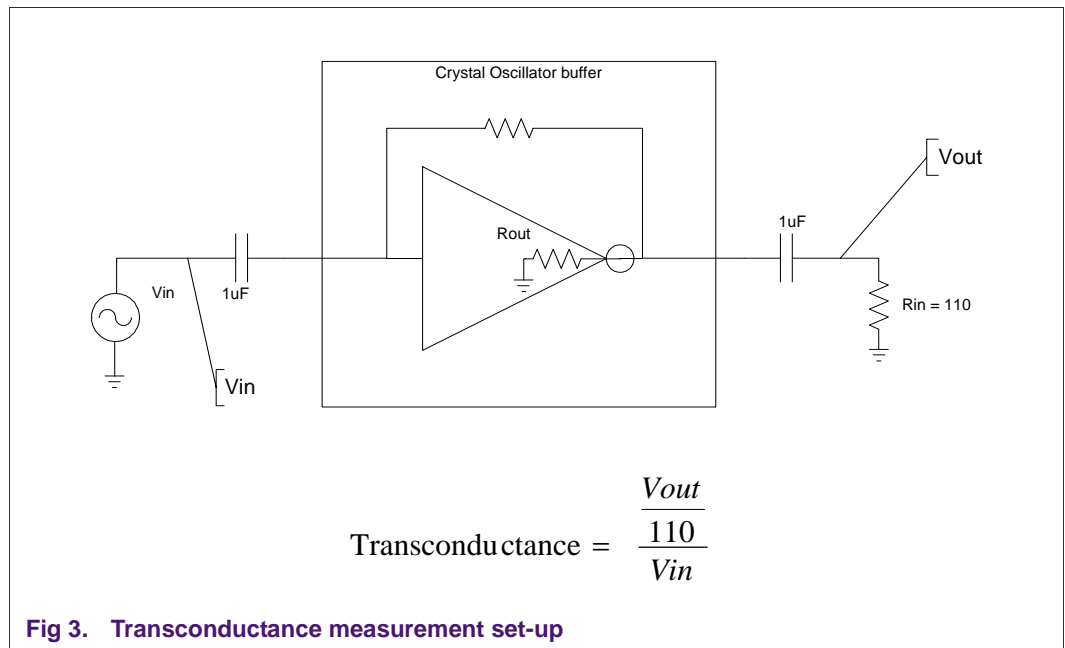 Crystal Oscillator buffer
Vout
1uF
Rout
Vin
1uF
Rin = 110
Vin
Transconductance = Vout
110
Vin
Fig 3. Transconductance measurement set-up